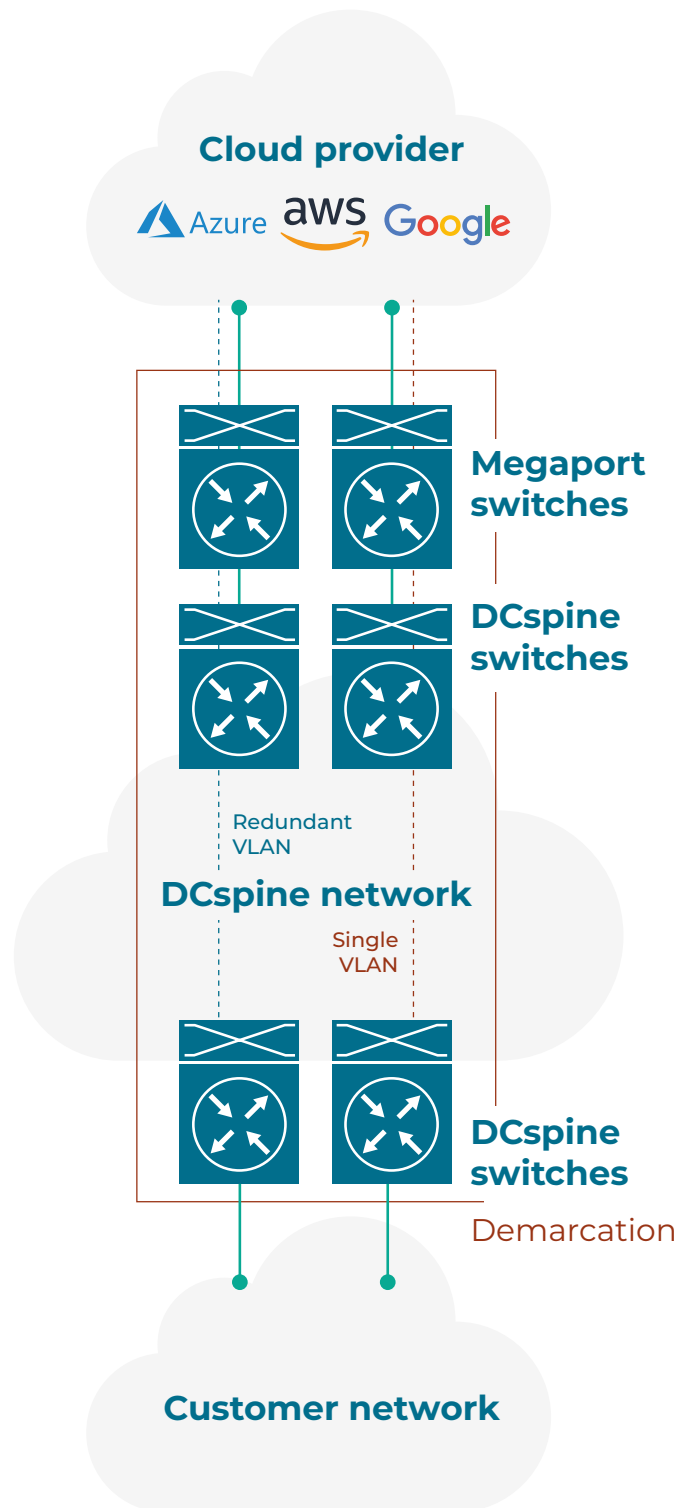 Cloud provider
Azure
aws
Google
Megaport
switches
DCspine
switches
Redundant
VLAN
DCspine network
Single
VLAN
DCspine
switches
Demarcation
Customer network